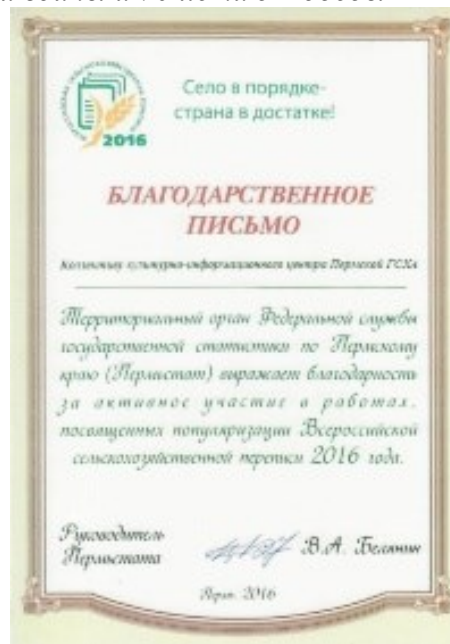 Село в порядке-
страна в достатке!
2016
БЛАГОДАРСТВЕННОЕ
ПИСЬМО
Коллективу культурно-информационного центра Пермской ГСХА
Территориальный орган Федеральной службы
государственной статистики по Пермскому
краю (Пермьстат) выражает благодарность
за активное участие в работах,
посвященных популяризации Всероссийской
сельскохозяйственной переписи 2016 года.
Руководитель
Пермьстата
В.А. Белянин
Пермь 2016